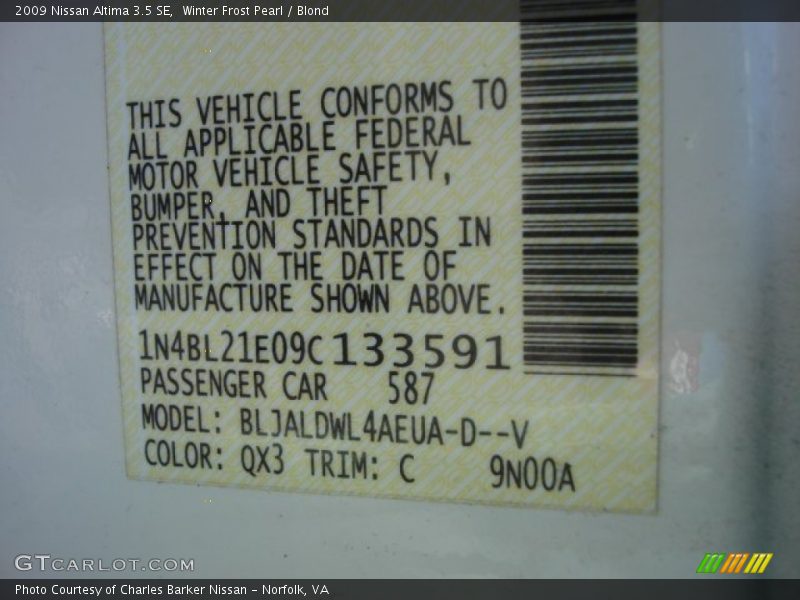 2009 Nissan Altima 3.5 SE,  Winter Frost Pearl / Blond
THIS VEHICLE CONFORMS TO
ALL APPLICABLE FEDERAL
MOTOR VEHICLE SAFETY,
BUMPER, AND THEFT
PREVENTION STANDARDS IN
EFFECT ON THE DATE OF
MANUFACTURE SHOWN ABOVE.
1N4BL21E09C133591
PASSENGER CAR 587
MODEL: BLJALDWL4AEUA-D--V
COLOR: QX3 TRIM: C 9N00A
GTCARLOT.COM
Photo Courtesy of Charles Barker Nissan - Norfolk, VA